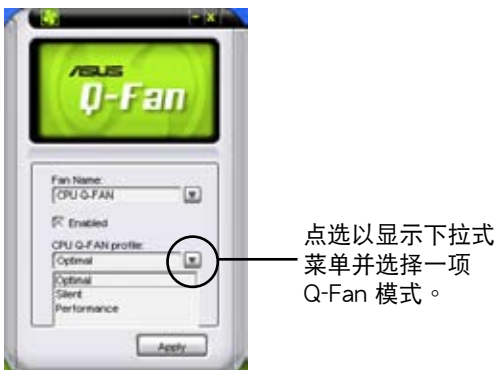 ASUS
Q-Fan
Fan Name:
CPU Q-FAN
Enabled
CPU Q-FAN profile:
Optimal
Optimal
Silent
Performance
Apply
点选以显示下拉式
菜单并选择一项
Q-Fan 模式。